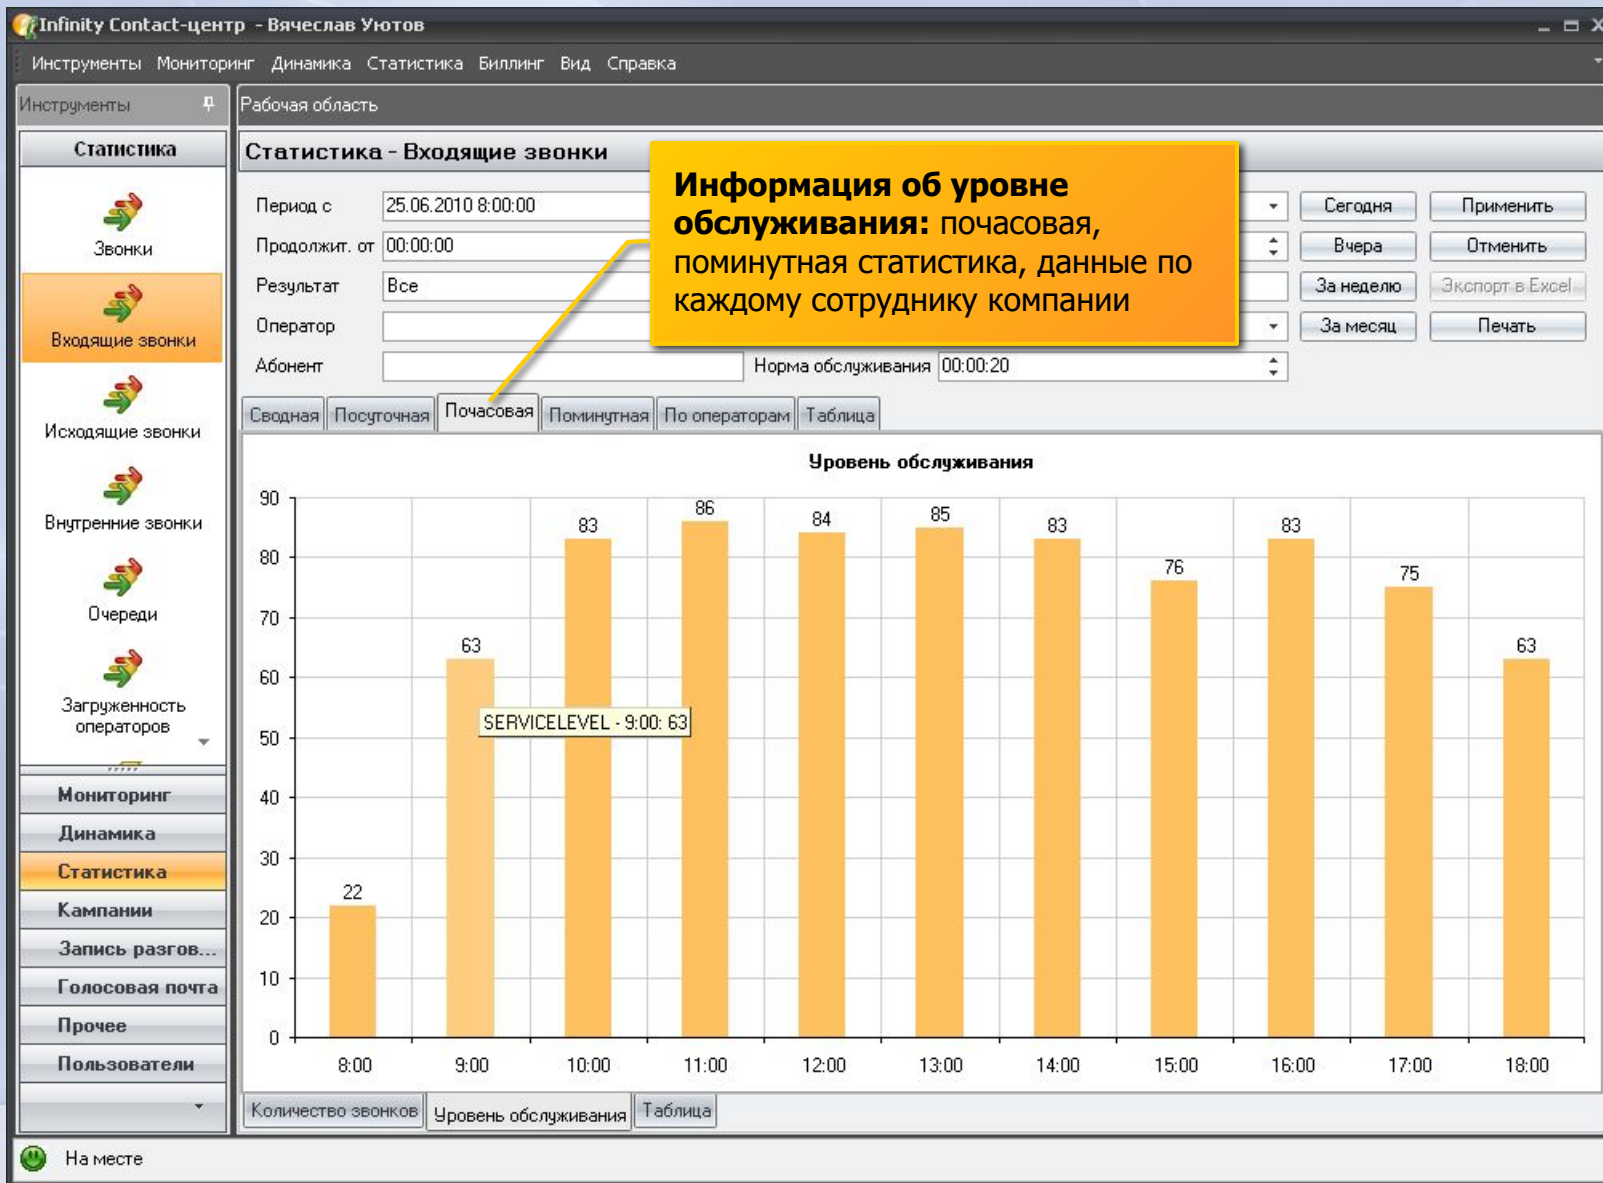 Infinity Contact-центр - Вячеслав Уютов
Инструменты Мониторинг Динамика Статистика Биллинг Вид Справка
Инструменты
Рабочая область
Статистика
Звонки
Входящие звонки
Исходящие звонки
Внутренние звонки
Очереди
Загруженность
операторов
Мониторинг
Динамика
Статистика
Кампании
Запись разгов...
Голосовая почта
Прочее
Пользователи
Статистика - Входящие звонки
Информация об уровне
обслуживания: почасовая,
поминутная статистика, данные по
каждому сотруднику компании
Период с 25.06.2010 8:00:00
Сегодня Применить
Продолжит. от 00:00:00
Вчера Отменить
Результат Все
За неделю Экспорт в Excel
Оператор
За месяц Печать
Абонент Норма обслуживания 00:00:20
Сводная Посуточная Почасовая Поминутная По операторам Таблица
Уровень обслуживания
90
80
70
60
50
40
30
20
10
0
22 63 83 86 84 85 83 76 83 75 63
SERVICELEVEL - 9:00: 63
8:00 9:00 10:00 11:00 12:00 13:00 14:00 15:00 16:00 17:00 18:00
Количество звонков Уровень обслуживания Таблица
На месте